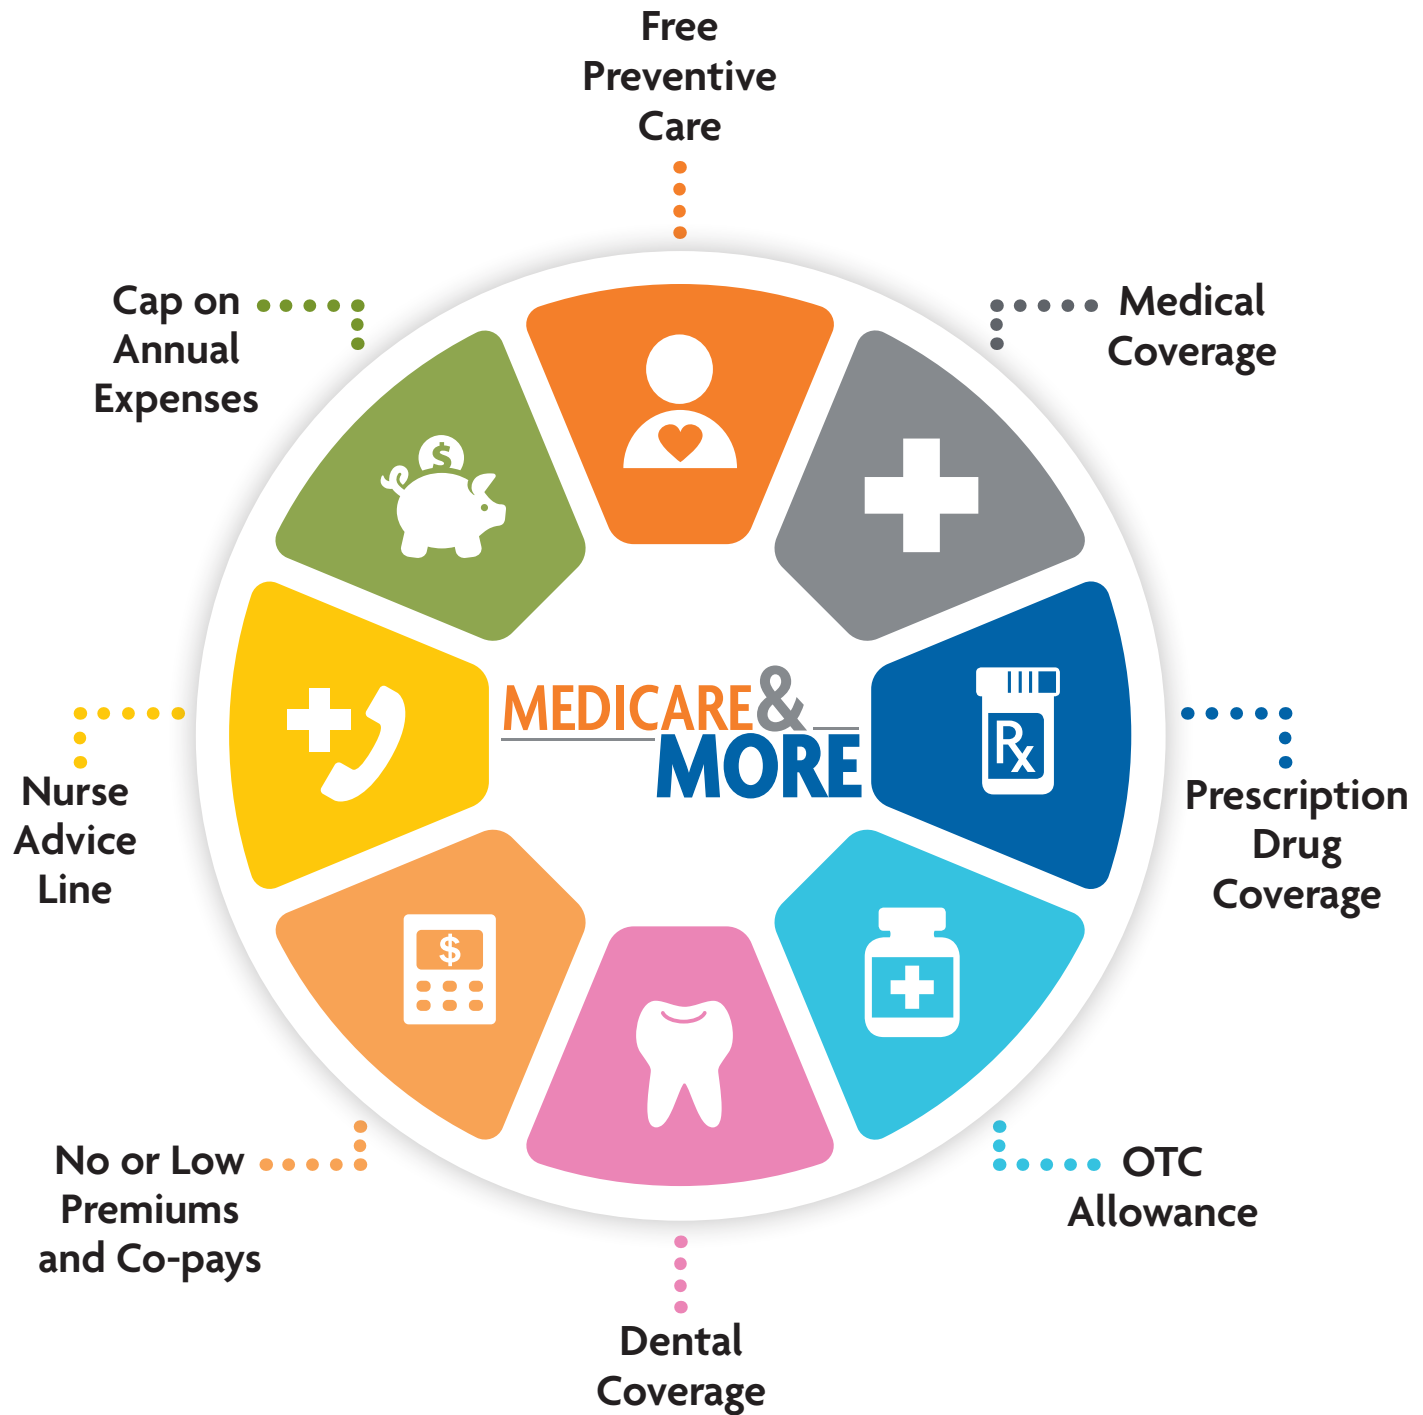 Free
Preventive
Care
Medical
Coverage
Prescription
Drug
Coverage
OTC
Allowance
Dental
Coverage
No or Low
Premiums
and Co-pays
Nurse
Advice
Line
Cap on
Annual
Expenses
$
Rx
$
MEDICARE&
MORE